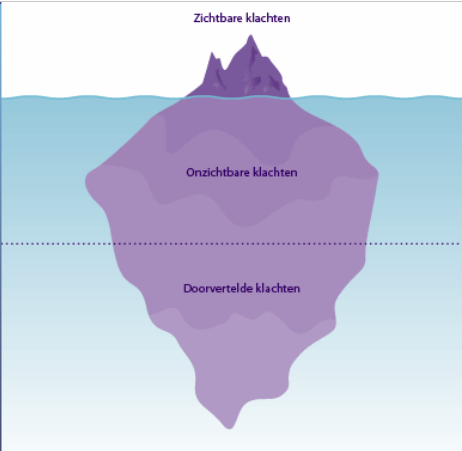 Zichtbare klachten
Onzichtbare klachten
Doorvertelde klachten